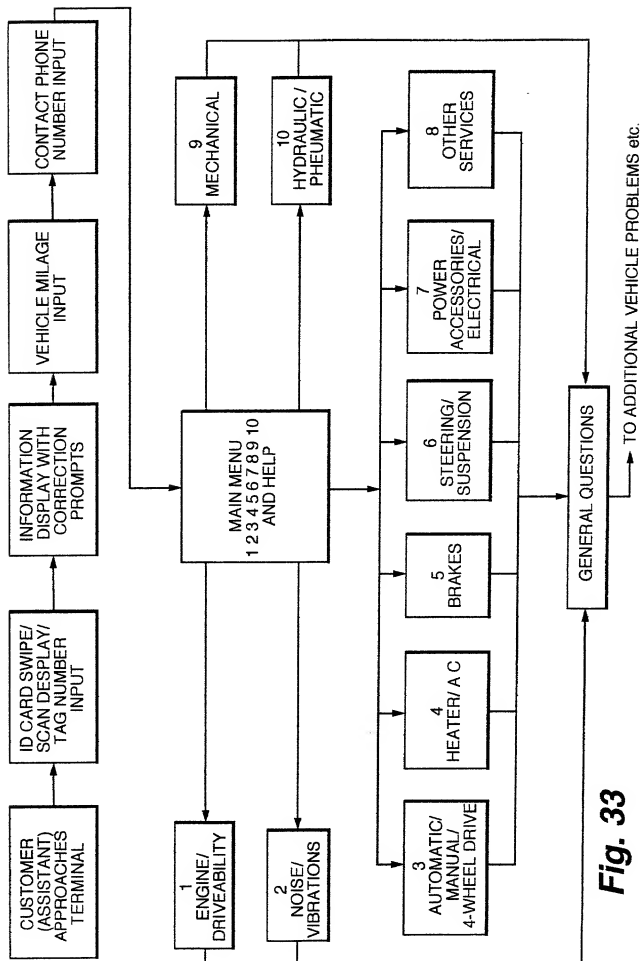 CUSTOMER
(ASSISTANT)
APPROACHES
TERMINAL
ID CARD SWIPE/
SCAN DESPLAY/
TAG NUMBER
INPUT
INFORMATION
DISPLAY WITH
CORRECTION
PROMPTS
VEHICLE MILAGE
INPUT
CONTACT PHONE
NUMBER INPUT
1
ENGINE/
DRIVEABILITY
2
NOISE/
VIBRATIONS
MAIN MENU
1 2 3 4 5 6 7 8 9 10
AND HELP
9
MECHANICAL
10
HYDRAULIC/
PHEUMATIC
3
AUTOMATIC/
MANUAL/
4-WHEEL DRIVE
4
HEATER/ A C
5
BRAKES
6
STEERING/
SUSPENSION
7
POWER
ACCESSORIES/
ELECTRICAL
8
OTHER
SERVICES
GENERAL QUESTIONS
TO ADDITIONAL VEHICLE PROBLEMS etc.
Fig. 33